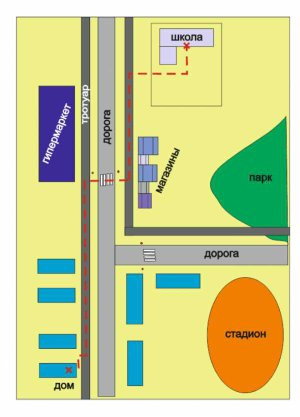 школа
гипермаркет
тротуар
дорога
магазины
парк
дорога
стадион
дом